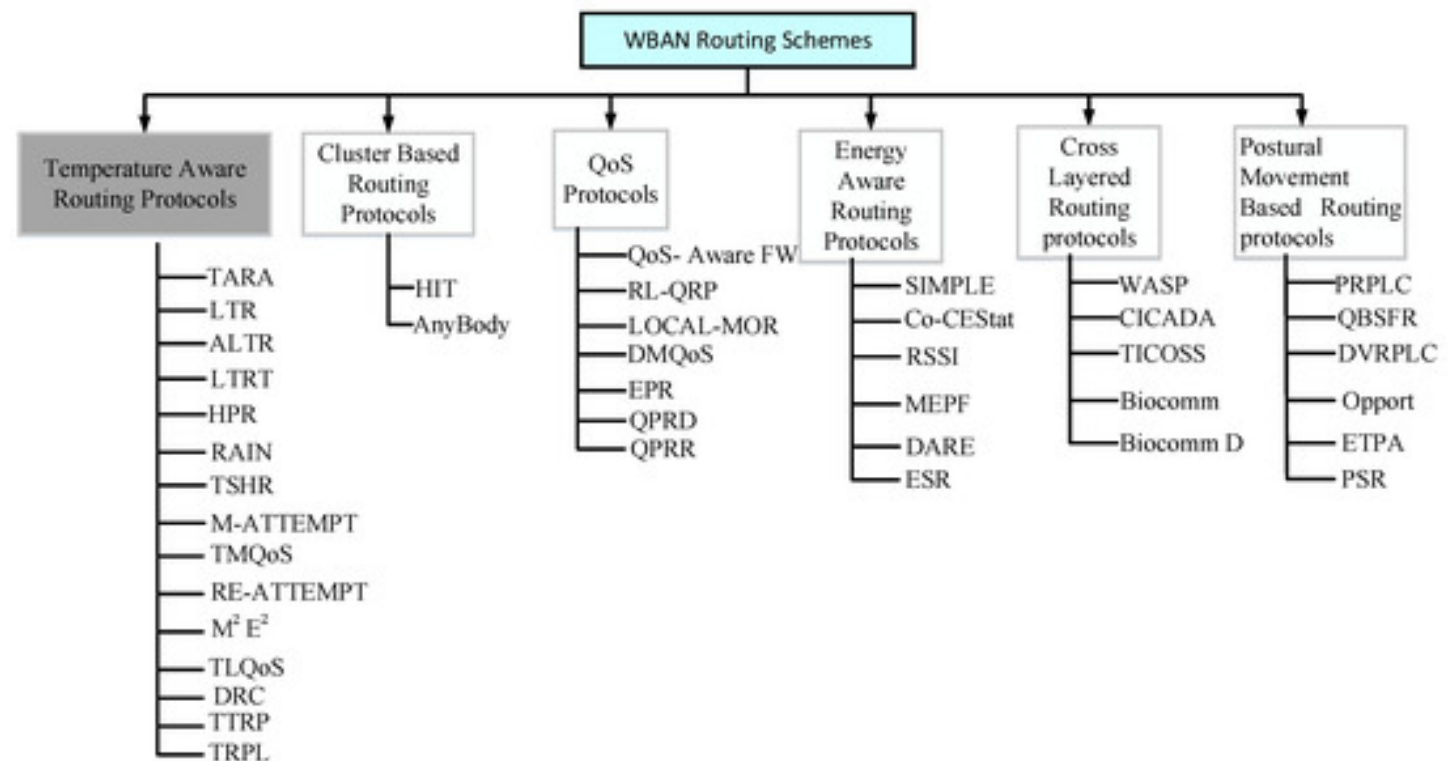 WBAN Routing Schemes
Temperature Aware
Routing Protocols
TARA
LTR
ALTR
LTRT
HPR
RAIN
TSHR
M-ATTEMPT
TMQoS
RE-ATTEMPT
M² E²
TLQoS
DRC
TTRP
TRPL
Cluster Based
Routing
Protocols
HIT
AnyBody
QoS
Protocols
QoS- Aware FW
RL-QRP
LOCAL-MOR
DMQoS
EPR
QPRD
QPRR
Energy
Aware
Routing
Protocols
SIMPLE
Co-CEStat
RSSI
MEPF
DARE
ESR
Cross
Layered
Routing
protocols
WASP
CICADA
TICOSS
Biocomm
Biocomm D
Postural
Movement
Based Routing
protocols
PRPLC
QBSFR
DVRPLC
Opport
ETPA
PSR